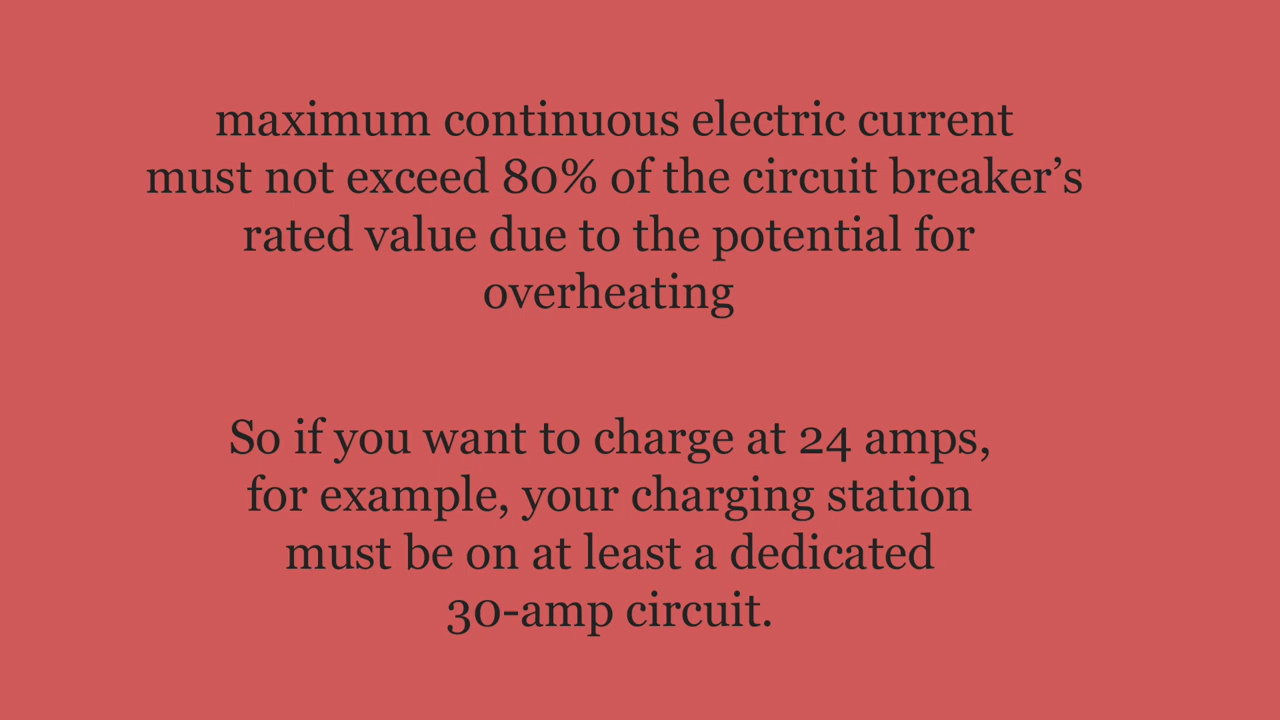 maximum continuous electric current
must not exceed 80% of the circuit breaker’s
rated value due to the potential for
overheating
So if you want to charge at 24 amps,
for example, your charging station
must be on at least a dedicated
30-amp circuit.